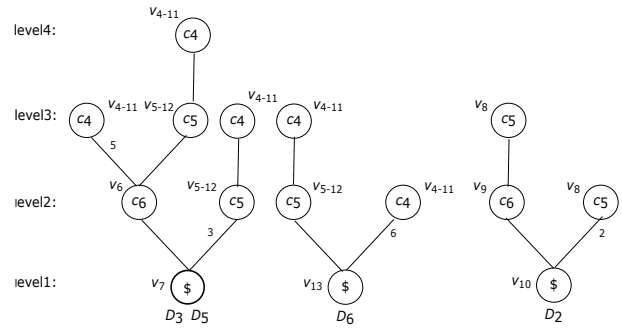 level4:
v4-11
c4
level3:
c4
v4-11
v5-12
c5
v4-11
c4
v4-11
c4
v8
c5
5
level2:
v6
c6
v5-12
c5
v5-12
c5
v4-11
c4
v9
c6
v8
c5
3
6
2
level1:
v7
$
v13
$
v10
$
D3 D5
D6
D2